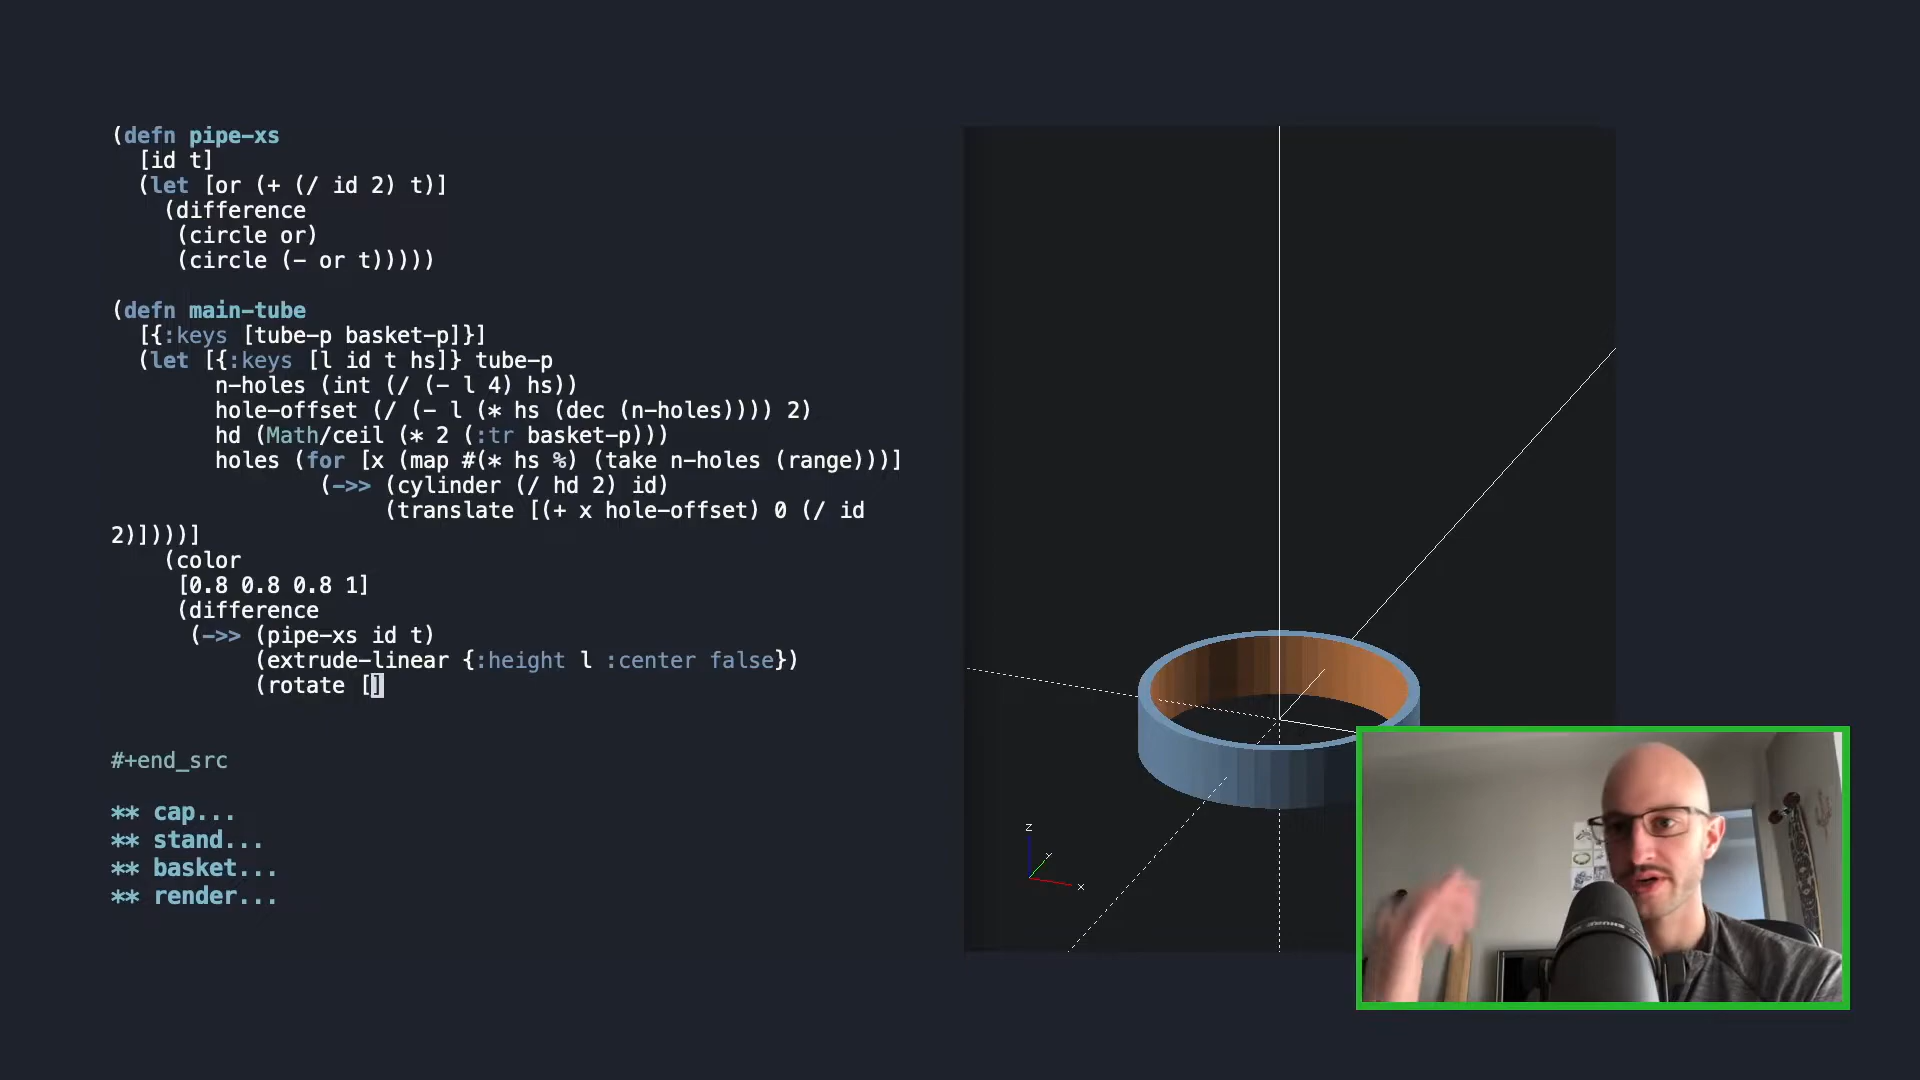 (defn pipe-xs
[id t]
(let [or (+ (/ id 2) t)]
(difference
(circle or)
(circle (- or t)))))
(defn main-tube
[{:keys [tube-p basket-p]}]
(let [{:keys [l id t hs]} tube-p
n-holes (int (/ (- l 4) hs))
hole-offset (/ (- l (* hs (dec (n-holes)))) 2)
hd (Math/ceil (* 2 (:tr basket-p)))
holes (for [x (map #(* hs %) (take n-holes (range)))]
(->> (cylinder (/ hd 2) id)
(translate [(+ x hole-offset) 0 (/ id
2)])))]
(color
[0.8 0.8 0.8 1]
(difference
(->> (pipe-xs id t)
(extrude-linear {:height l :center false})
(rotate []
#+end_src
** cap...
** stand...
** basket...
** render...
z
y
x